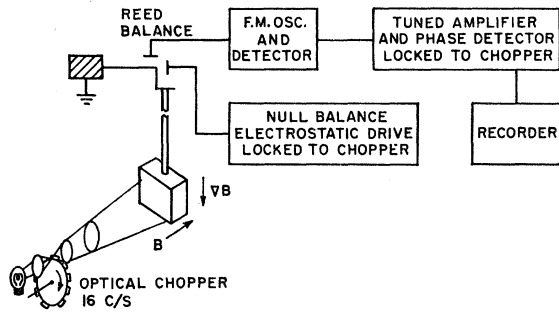 REED
BALANCE
F.M. OSC.
AND
DETECTOR
TUNED AMPLIFIER
AND PHASE DETECTOR
LOCKED TO CHOPPER
NULL BALANCE
ELECTROSTATIC DRIVE
LOCKED TO CHOPPER
RECORDER
∇B
B
OPTICAL CHOPPER
16 C/S